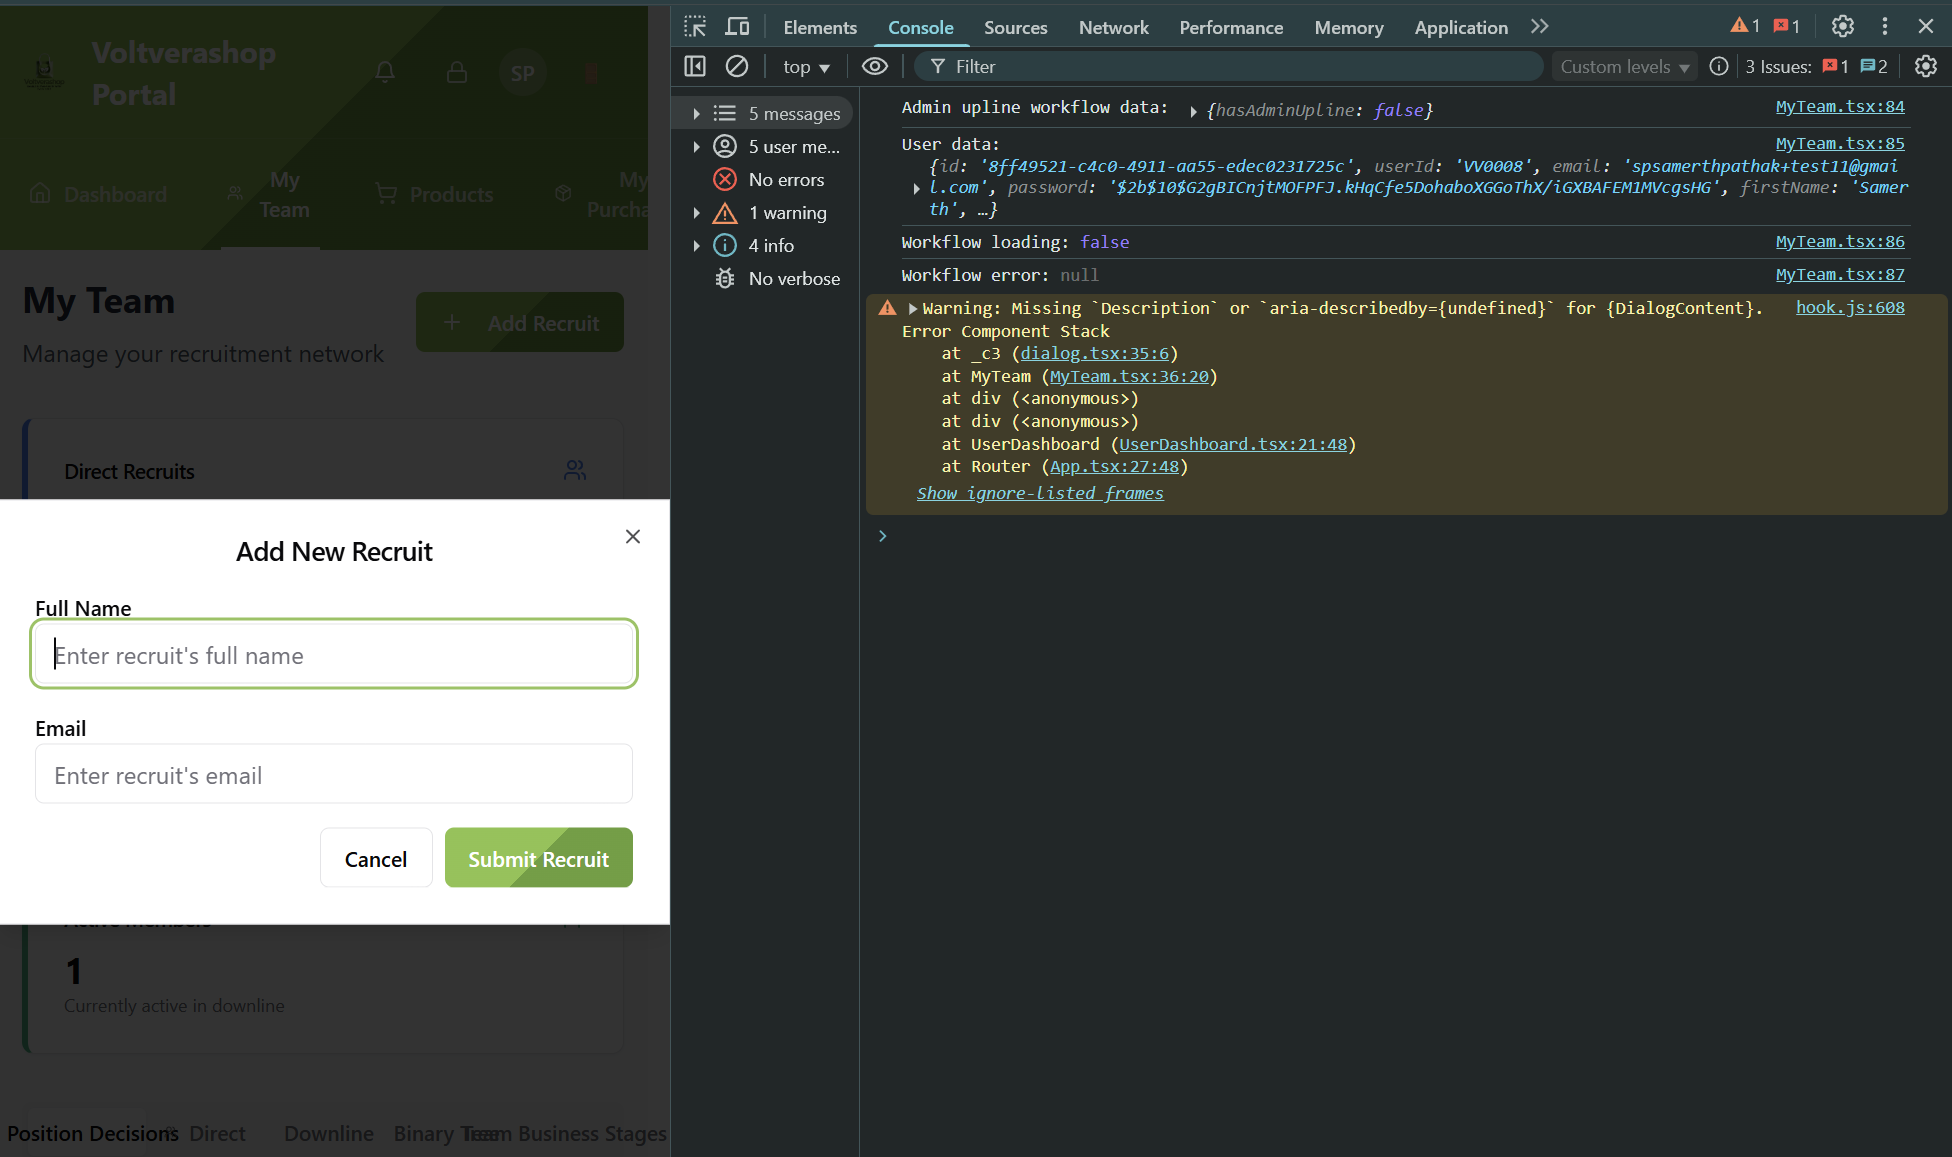 Voltverashop
Portal
SP
Dashboard
My
Team
Products
My
Purcha
My Team
Add Recruit
Manage your recruitment network
Direct Recruits
Add New Recruit
Full Name
Enter recruit's full name
Email
Enter recruit's email
Cancel
Submit Recruit
1
Currently active in downline
Position Decisions
Direct
Downline
Binary Tree
Team Business Stages
Elements
Console
Sources
Network
Performance
Memory
Application
1
1
top
Filter
Custom levels
3 Issues: 1 2
5 messages
5 user me...
No errors
1 warning
4 info
No verbose
Admin upline workflow data: {hasAdminUpline: false} MyTeam.tsx:84
User data: MyTeam.tsx:85
{id: '8ff49521-c4c0-4911-aa55-edec0231725c', userId: 'VV0008', email: 'spsamerthpathak+test11@gmai
l.com', password: '$2b$10$G2gBICnjtMOFPFJ.kHqCfe5DohaboXGGoThX/iGXBAFEM1MVcgsHG', firstName: 'Samer
th', …}
Workflow loading: false MyTeam.tsx:86
Workflow error: null MyTeam.tsx:87
Warning: Missing `Description` or `aria-describedby={undefined}` for {DialogContent}. hook.js:608
Error Component Stack
at _c3 (dialog.tsx:35:6)
at MyTeam (MyTeam.tsx:36:20)
at div (<anonymous>)
at div (<anonymous>)
at UserDashboard (UserDashboard.tsx:21:48)
at Router (App.tsx:27:48)
Show ignore-listed frames